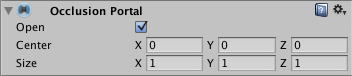 Occlusion Portal
Open
Center X 0 Y 0 Z 0
Size X 1 Y 1 Z 1